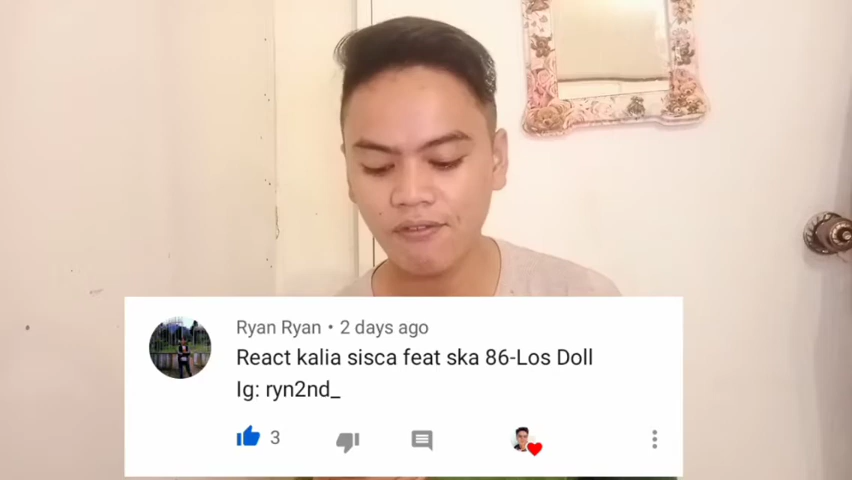 Ryan Ryan • 2 days ago
React kalia sisca feat ska 86-Los Doll
Ig: ryn2nd_
3